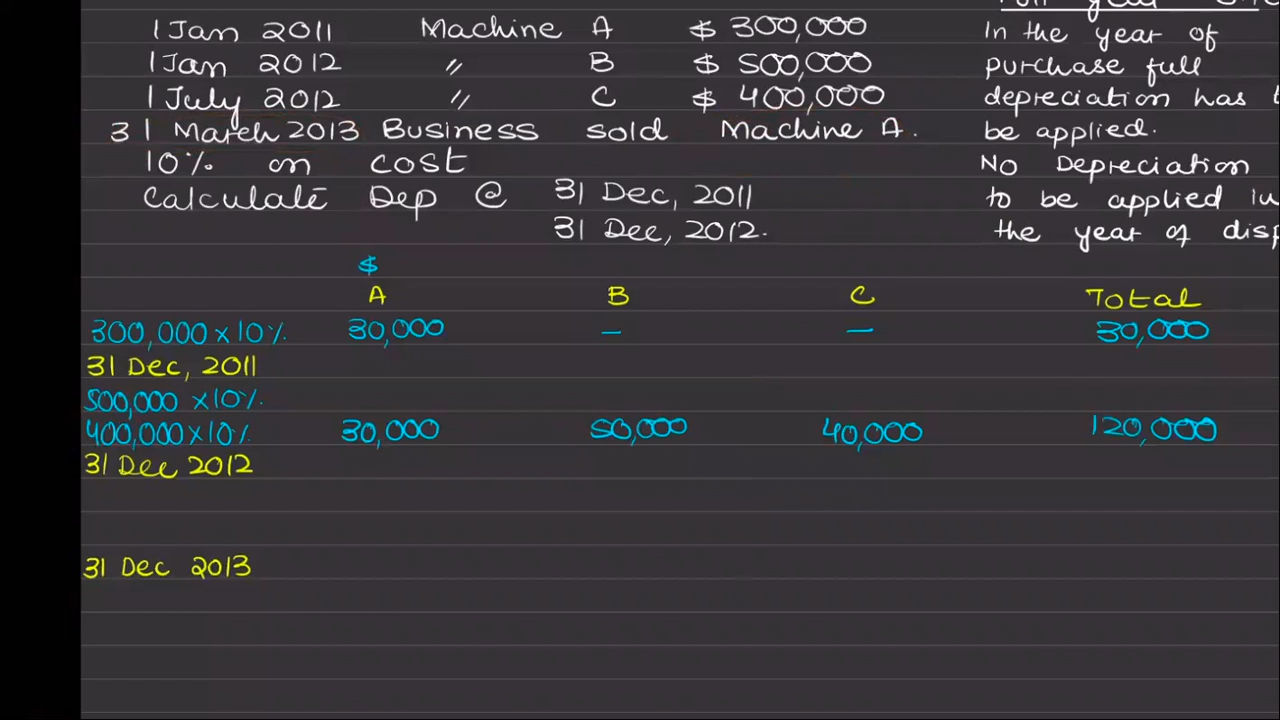 1 Jan 2011 Machine A $ 300,000
1 Jan 2012 " B $ 500,000
1 July 2012 " C $ 400,000
31 March 2013 Business sold Machine A.
10% on cost
Calculate Dep @ 31 Dec, 2011
31 Dec, 2012.
In the year of
purchase full
depreciation has
be applied.
No Depreciation
to be applied
the year of
$
A B C Total
300,000 x 10% 30,000 – – 30,000
31 Dec, 2011
500,000 x 10%.
400,000 x 10% 30,000 50,000 40,000 120,000
31 Dec 2012
31 Dec 2013